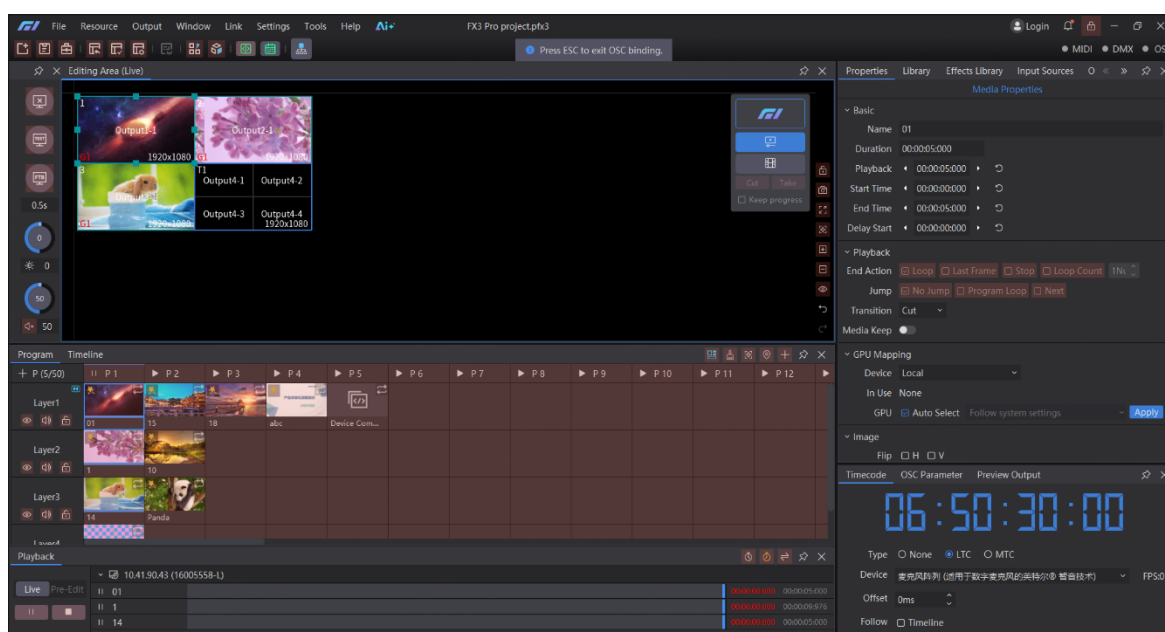 File Resource Output Window Link Settings Tools Help Ai+ FX3 Pro project.pfx3 Login
Press ESC to exit OSC binding. MIDI DMX OS
Editing Area (Live)
1
Output1-1
G1 1920x1080
2
Output2-1
G1
3
G1 1920x1080
T1
Output4-1 Output4-2
Output4-3 Output4-4
1920x1080
TEST
FTB
0.5s
0
0
50
50
Cut Take
Keep progress
Properties Library Effects Library Input Sources O
Media Properties
Basic
Name 01
Duration 00:00:05:000
Playback 00:00:05:000
Start Time 00:00:00:000
End Time 00:00:05:000
Delay Start 00:00:00:000
Playback
End Action Loop Last Frame Stop Loop Count
Jump No Jump Program Loop Next
Transition Cut
Media Keep
GPU Mapping
Device Local
In Use None
GPU Auto Select Follow system settings Apply
Image
Flip H V
Program Timeline
+ P (5/50) P 1 P 2 P 3 P 4 P 5 P 6 P 7 P 8 P 9 P 10 P 11 P 12
Layer1
01 15 18 abc Device Com...
Layer2
1 10
Layer3
14 Panda
Layer4
Playback
10.41.90.43 (16005558-L)
Live Pre-Edit
01 00:00:00:000 00:00:05:000
1 00:00:00:000 00:00:09:976
14 00:00:00:000 00:00:05:000
Timecode OSC Parameter Preview Output
06:50:30:00
Type None LTC MTC
Device 麦克风阵列 (适用于数字麦克风的英特尔® 智音技术) FPS:0
Offset 0ms
Follow Timeline